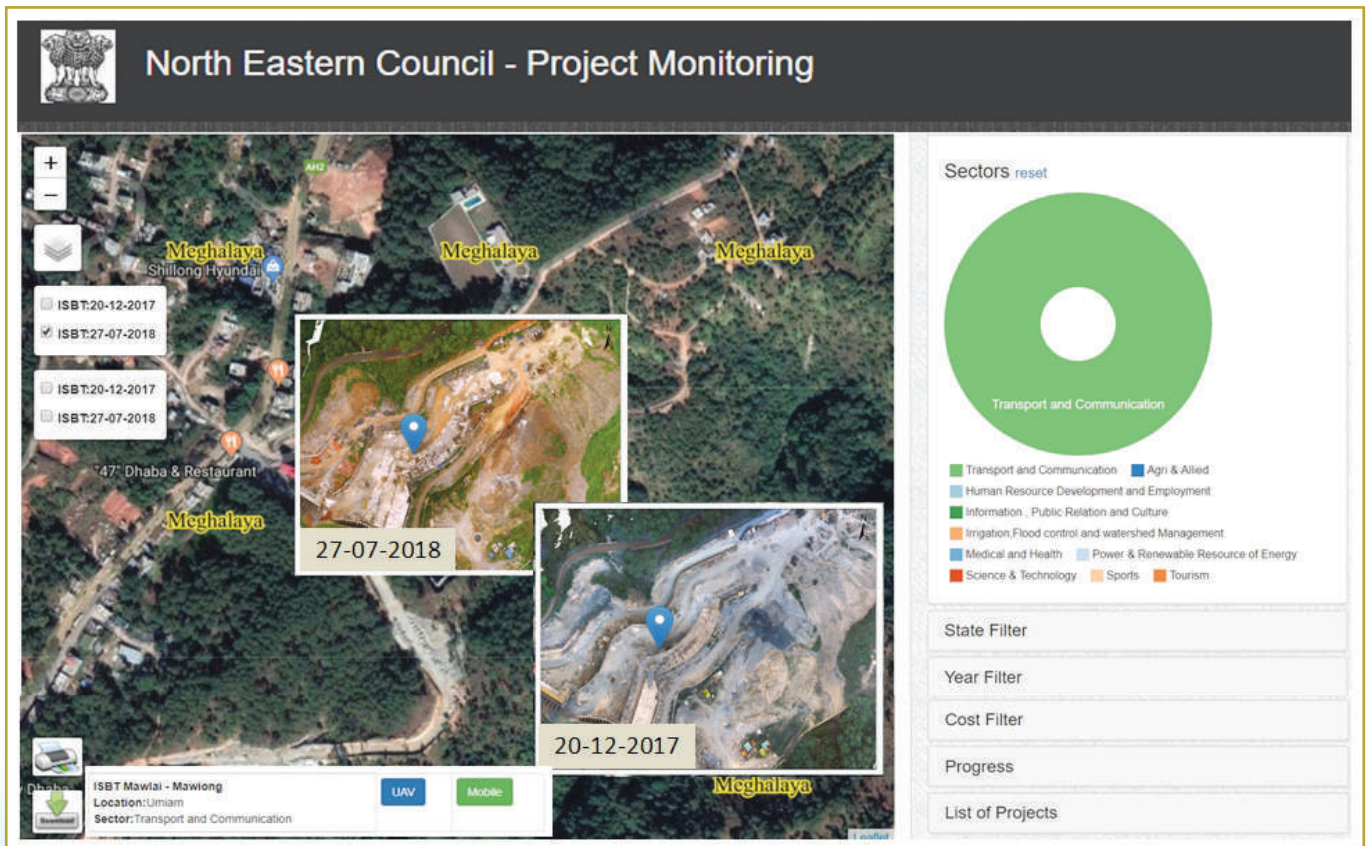 North Eastern Council - Project Monitoring
+
−
AH2
Meghalaya
Meghalaya
Meghalaya
Shillong Hyundai
ISBT:20-12-2017
ISBT:27-07-2018
ISBT:20-12-2017
ISBT:27-07-2018
"47" Dhaba & Restaurant
Meghalaya
27-07-2018
20-12-2017
Meghalaya
Dhaba
Download
ISBT Mawlai - Mawiong
Location:Umiam
Sector:Transport and Communication
UAV
Mobile
Leaflet
Sectors reset
Transport and Communication
Transport and Communication Agri & Allied
Human Resource Development and Employment
Information , Public Relation and Culture
Irrigation,Flood control and watershed Management
Medical and Health Power & Renewable Resource of Energy
Science & Technology Sports Tourism
State Filter
Year Filter
Cost Filter
Progress
List of Projects